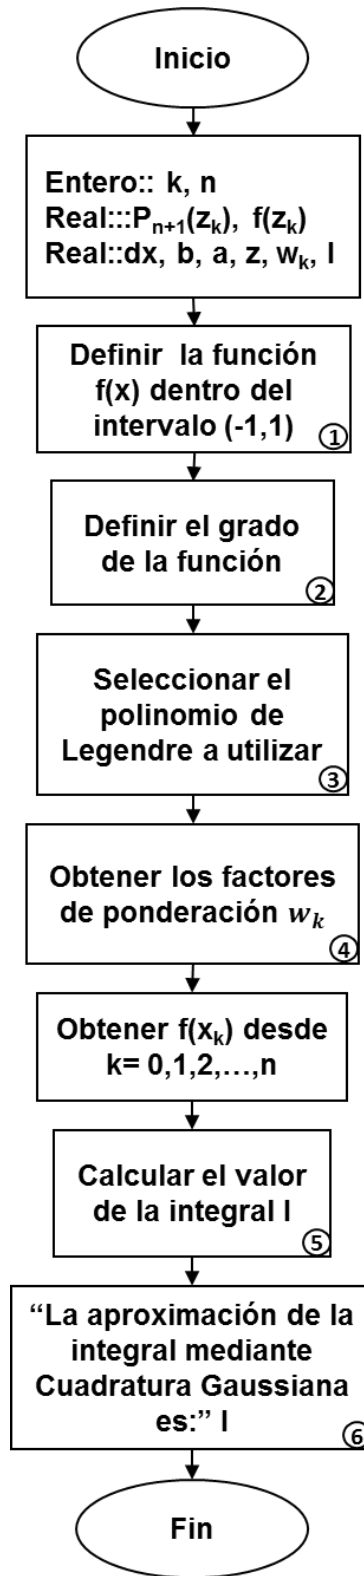 Inicio
Entero:: k, n
Real:::Pₙ₊₁(zₖ), f(zₖ)
Real::dx, b, a, z, wₖ, I
Definir la función
f(x) dentro del
intervalo (-1,1)
①
Definir el grado
de la función
②
Seleccionar el
polinomio de
Legendre a utilizar
③
Obtener los factores
de ponderación 𝑤ₖ
④
Obtener f(xₖ) desde
k= 0,1,2,…,n
Calcular el valor
de la integral I
⑤
“La aproximación de la
integral mediante
Cuadratura Gaussiana
es:” I
⑥
Fin